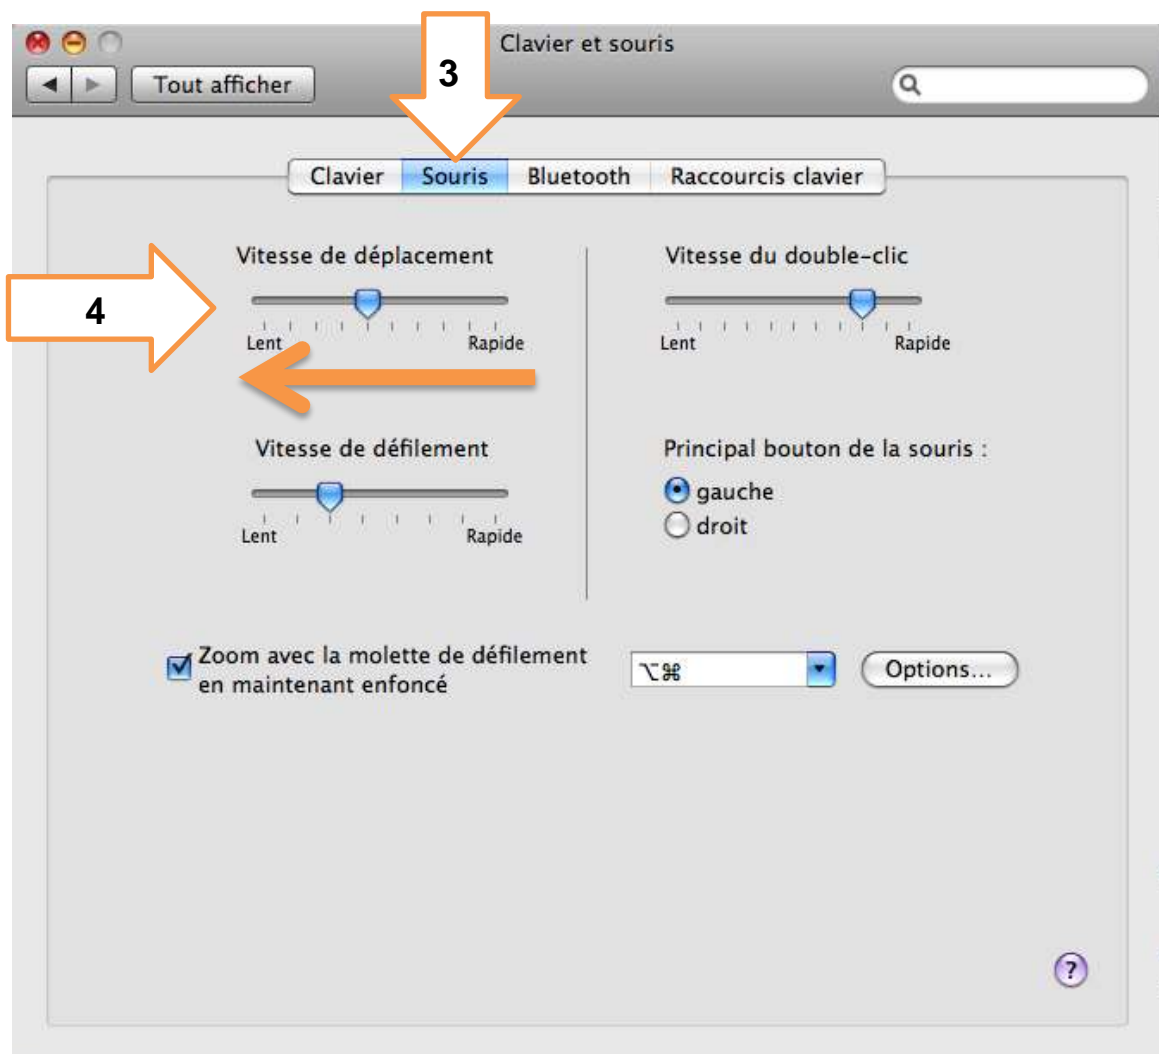 Clavier et souris
3
Tout afficher
Clavier Souris Bluetooth Raccourcis clavier
Vitesse de déplacement
Vitesse du double-clic
4
Lent Rapide
Lent Rapide
Vitesse de défilement
Principal bouton de la souris :
gauche
droit
Lent Rapide
Zoom avec la molette de défilement
en maintenant enfoncé
⌥⌘
Options...
?